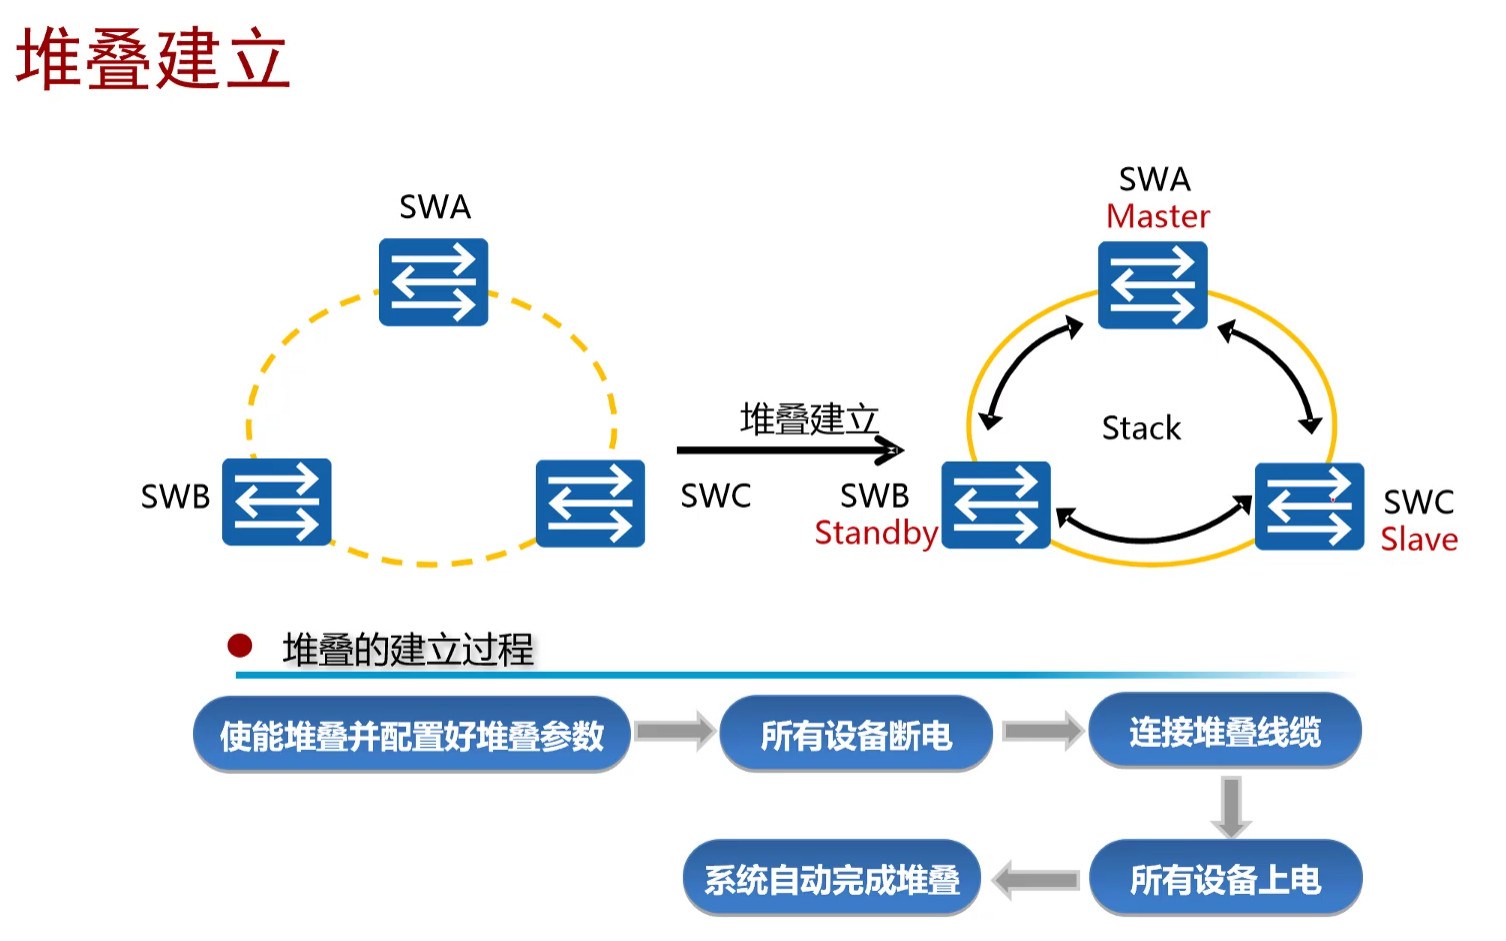 堆叠建立
SWA
SWB
SWC
堆叠建立
SWA
Master
Stack
SWB
Standby
SWC
Slave
堆叠的建立过程
使能堆叠并配置好堆叠参数
所有设备断电
连接堆叠线缆
所有设备上电
系统自动完成堆叠